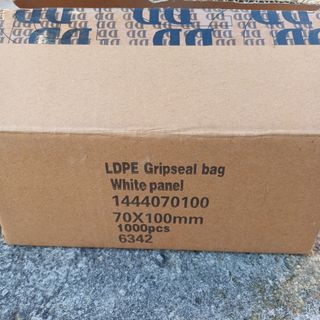 LDPE Gripseal bag
White panel
1444070100
70X100mm
1000pcs
6342